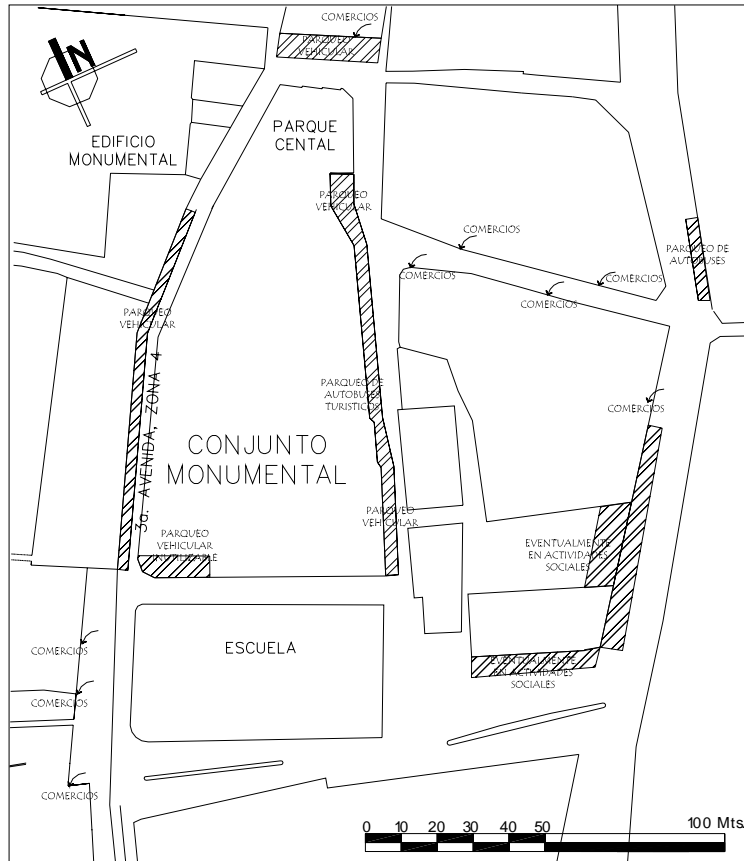 COMERCIOS
PARQUEO
VEHICULAR
N
EDIFICIO
MONUMENTAL
PARQUE
CENTAL
PARQUEO
VEHICULAR
COMERCIOS
COMERCIOS
COMERCIOS
COMERCIOS
PARQUEO DE
AUTOBUSES
PARQUEO
VEHICULAR
3a. AVENIDA, ZONA 4
PARQUEO DE
AUTOBUSES
TURISTICOS
COMERCIOS
CONJUNTO
MONUMENTAL
PARQUEO
VEHICULAR
PARQUEO
VEHICULAR
INUTILIZABLE
EVENTUALMENTE
EN ACTIVIDADES
SOCIALES
ESCUELA
COMERCIOS
EVENTUALMENTE
EN ACTIVIDADES
SOCIALES
COMERCIOS
COMERCIOS
0 10 20 30 40 50 100 Mts.